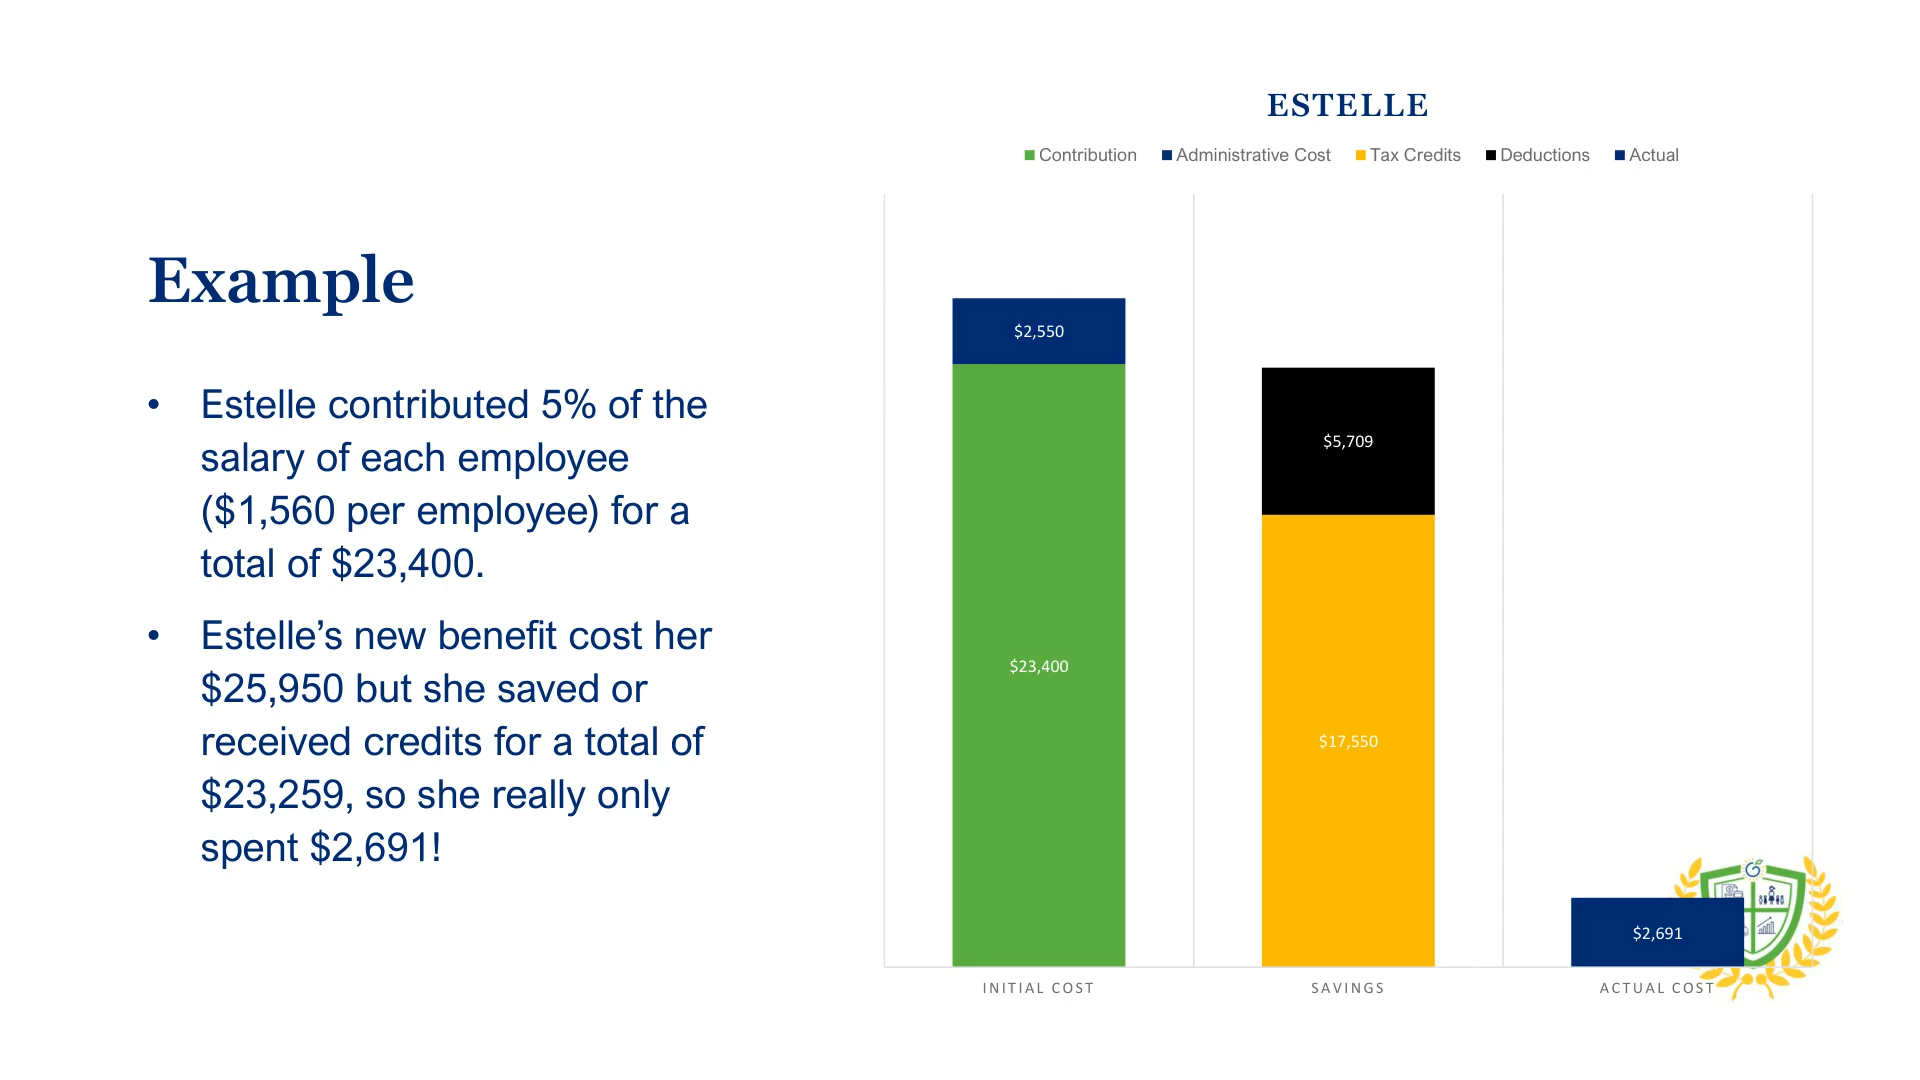 Example
• Estelle contributed 5% of the
salary of each employee
($1,560 per employee) for a
total of $23,400.
• Estelle’s new benefit cost her
$25,950 but she saved or
received credits for a total of
$23,259, so she really only
spent $2,691!
ESTELLE
Contribution Administrative Cost Tax Credits Deductions Actual
$2,550
$23,400
$5,709
$17,550
$2,691
INITIAL COST SAVINGS ACTUAL COST